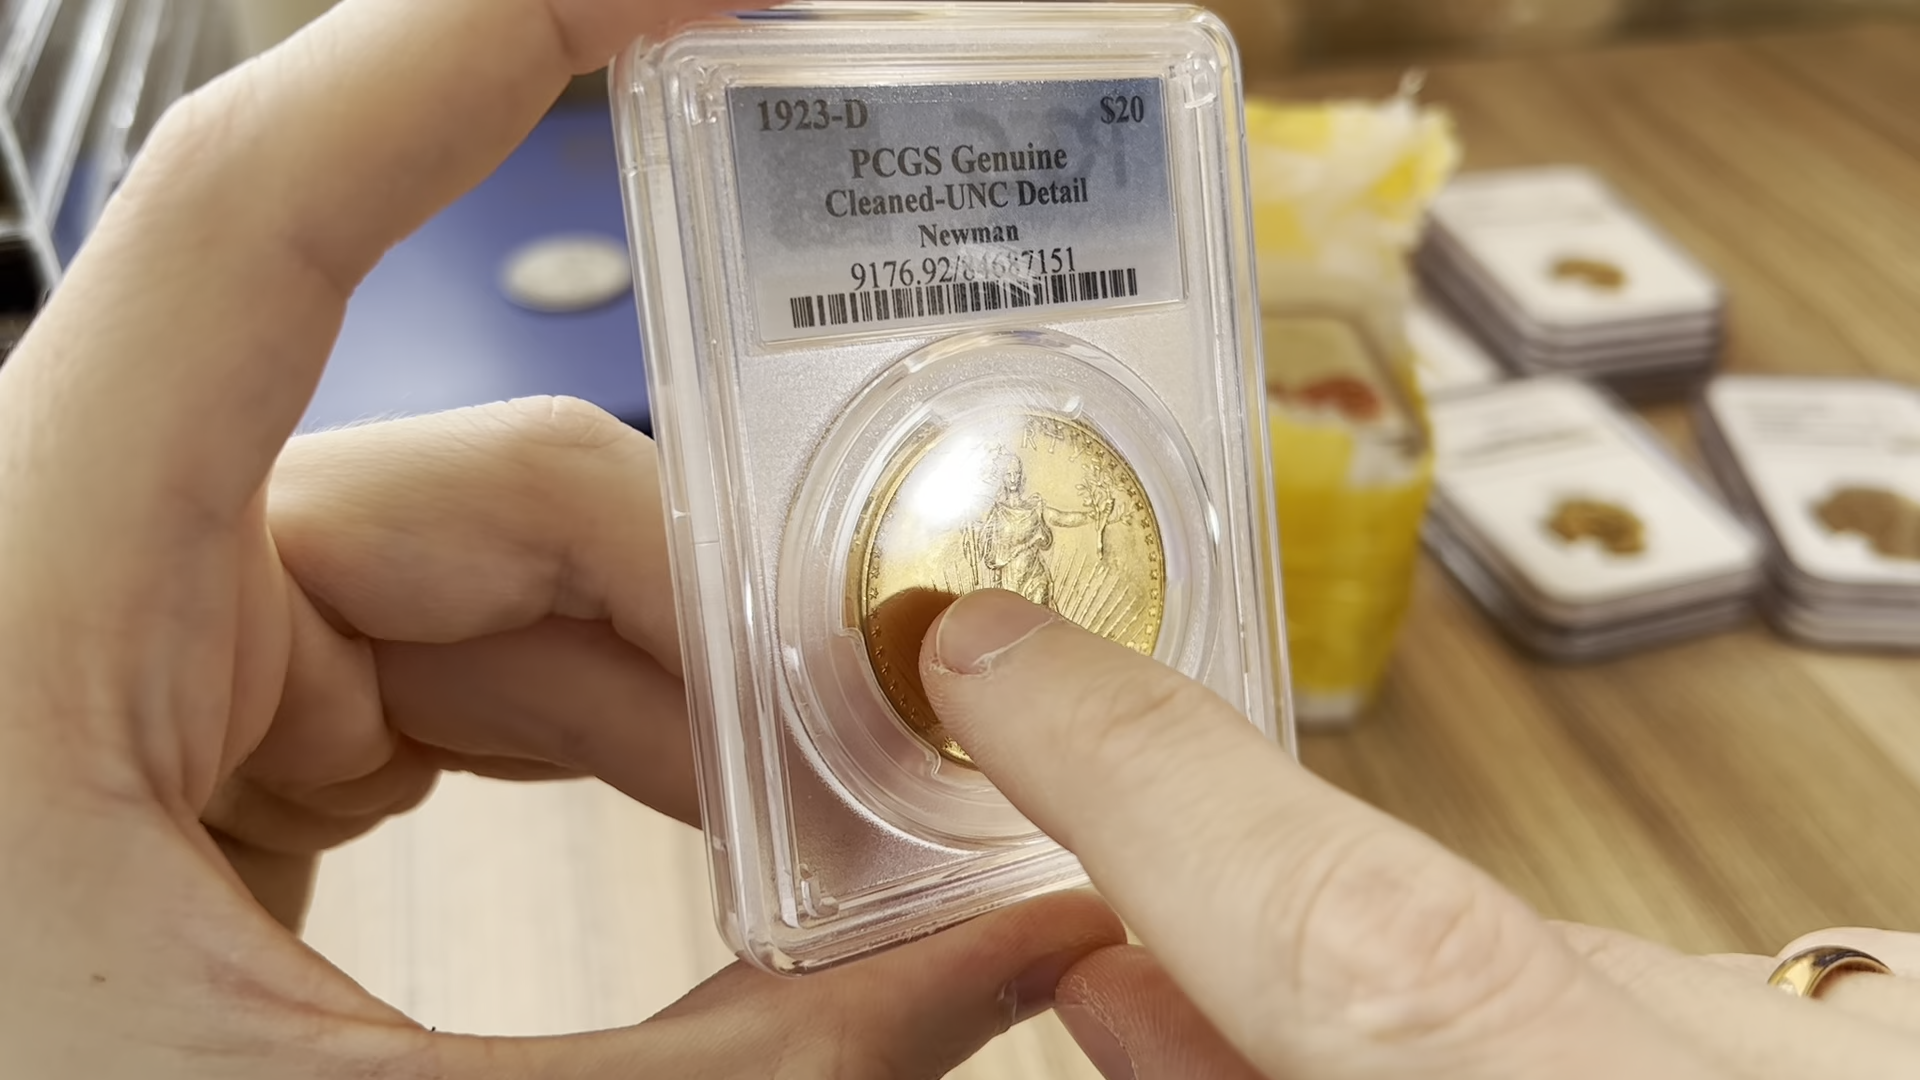 1923-D $20
PCGS Genuine
Cleaned-UNC Detail
Newman
9176.92/84687151